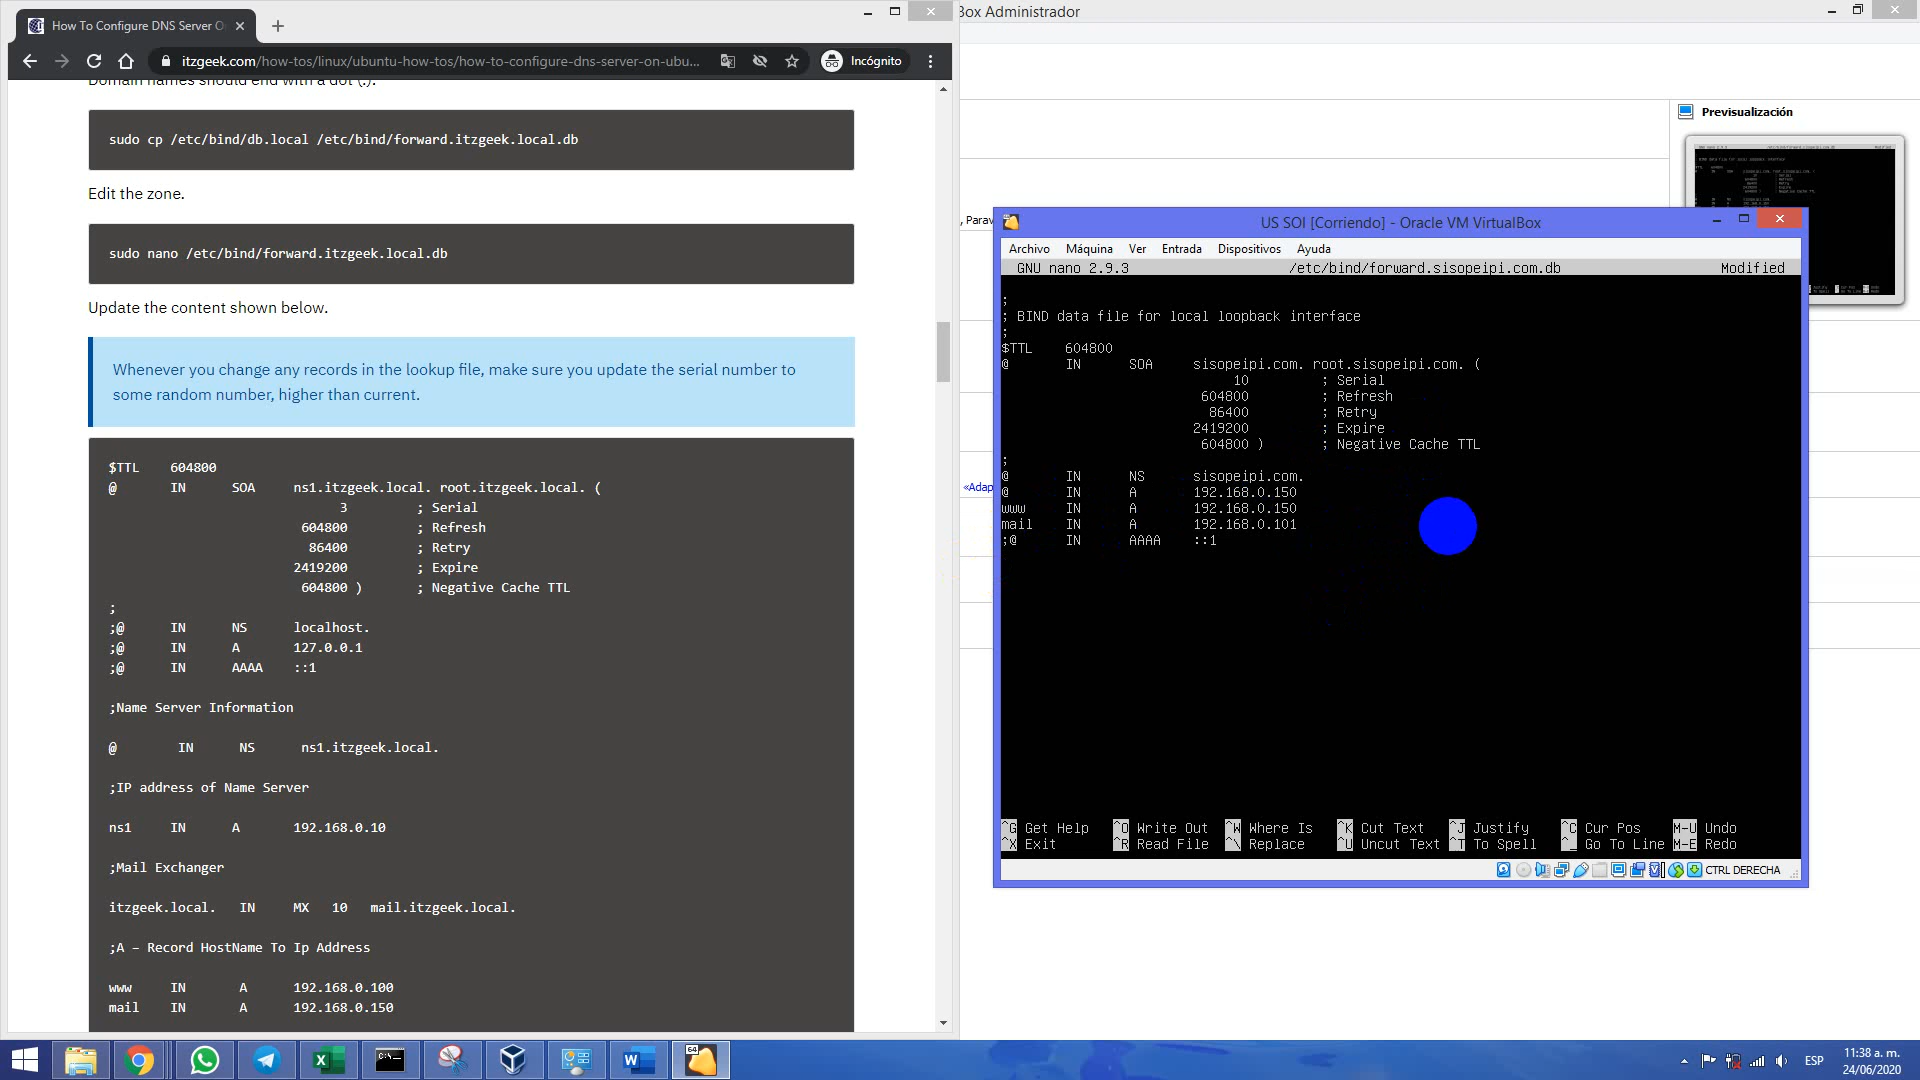 How To Configure DNS Server O
itzgeek.com/how-tos/linux/ubuntu-how-tos/how-to-configure-dns-server-on-ubu...
Incógnito
Domain names should end with a dot (.).
sudo cp /etc/bind/db.local /etc/bind/forward.itzgeek.local.db
Edit the zone.
sudo nano /etc/bind/forward.itzgeek.local.db
Update the content shown below.
Whenever you change any records in the lookup file, make sure you update the serial number to
some random number, higher than current.
$TTL 604800
@ IN SOA ns1.itzgeek.local. root.itzgeek.local. (
3 ; Serial
604800 ; Refresh
86400 ; Retry
2419200 ; Expire
604800 ) ; Negative Cache TTL
;
;@ IN NS localhost.
;@ IN A 127.0.0.1
;@ IN AAAA ::1
;Name Server Information
@ IN NS ns1.itzgeek.local.
;IP address of Name Server
ns1 IN A 192.168.0.10
;Mail Exchanger
itzgeek.local. IN MX 10 mail.itzgeek.local.
;A – Record HostName To Ip Address
www IN A 192.168.0.100
mail IN A 192.168.0.150
Box Administrador
Previsualización
, Parav
«Adap
US SOI [Corriendo] - Oracle VM VirtualBox
Archivo Máquina Ver Entrada Dispositivos Ayuda
GNU nano 2.9.3 /etc/bind/forward.sisopeipi.com.db Modified
;
; BIND data file for local loopback interface
;
$TTL 604800
@ IN SOA sisopeipi.com. root.sisopeipi.com. (
10 ; Serial
604800 ; Refresh
86400 ; Retry
2419200 ; Expire
604800 ) ; Negative Cache TTL
;
@ IN NS sisopeipi.com.
@ IN A 192.168.0.150
www IN A 192.168.0.150
mail IN A 192.168.0.101
;@ IN AAAA ::1
^G Get Help ^O Write Out ^W Where Is ^K Cut Text ^J Justify ^C Cur Pos M-U Undo
^X Exit ^R Read File ^\ Replace ^U Uncut Text ^T To Spell ^_ Go To Line M-E Redo
CTRL DERECHA
64
ESP
11:38 a. m.
24/06/2020